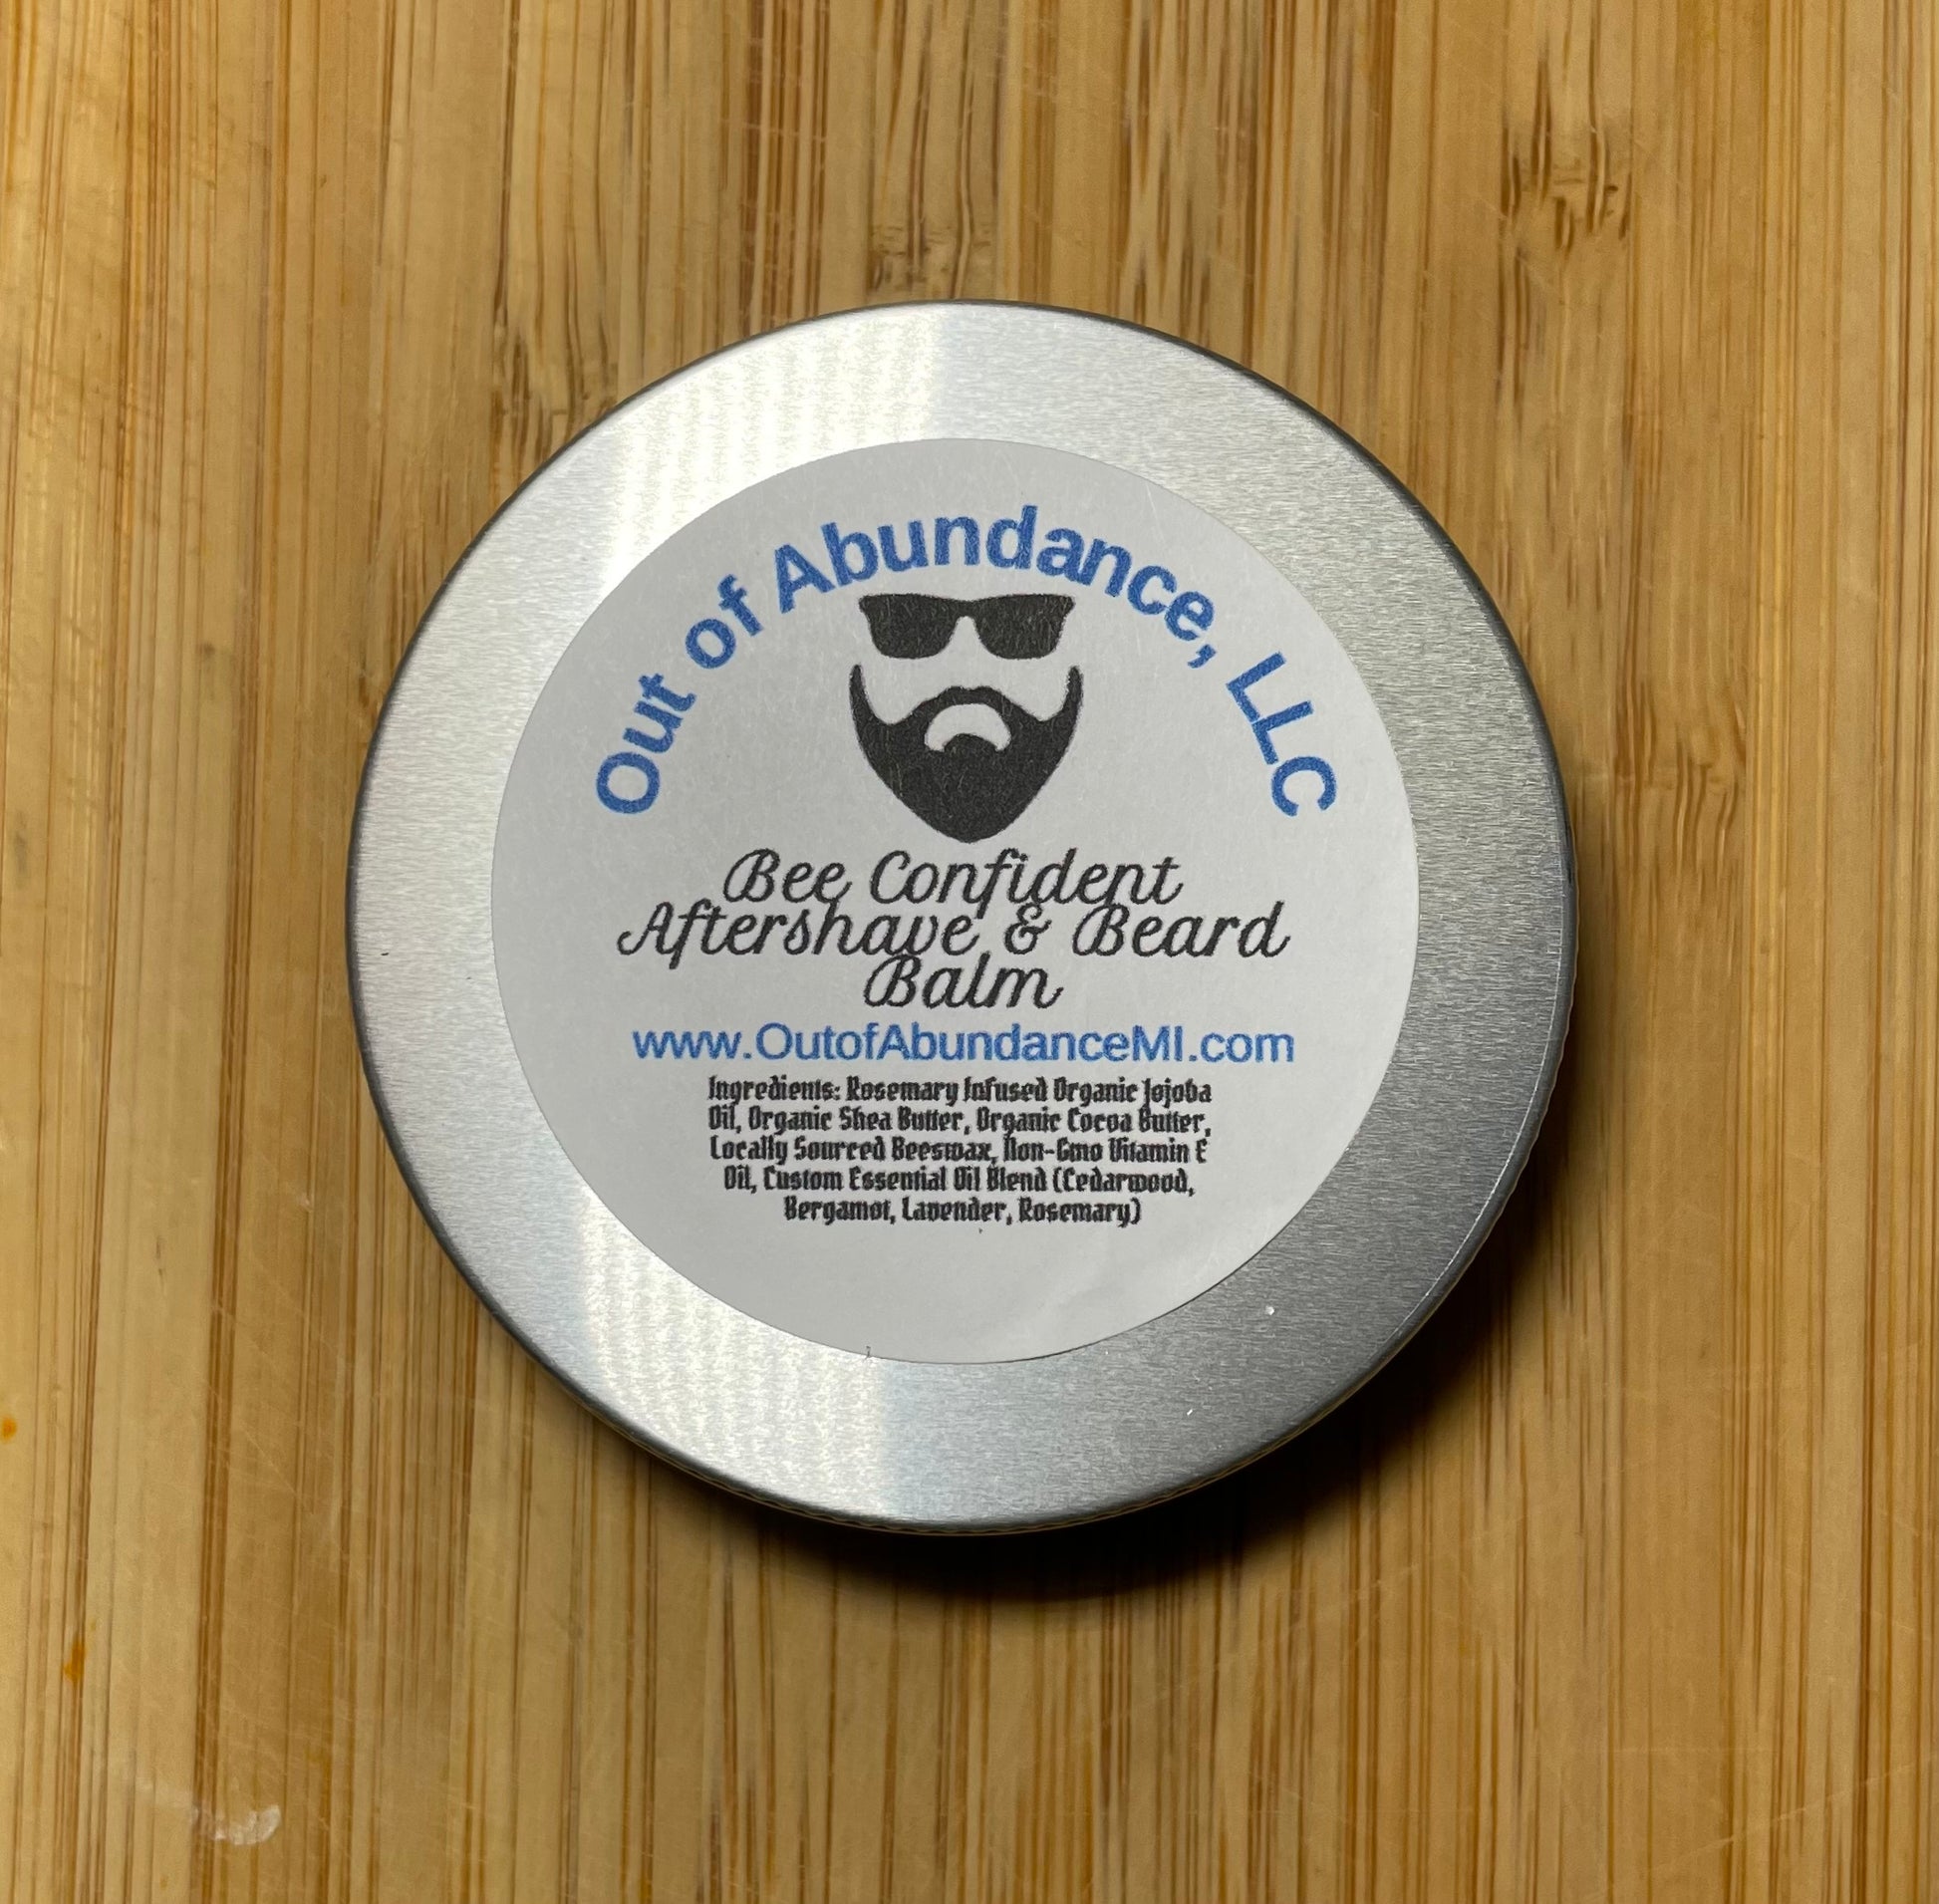 Out of Abundance, LLC
Bee Confident
Aftershave & Beard
Balm
www.OutofAbundanceMI.com
Ingredients: Rosemary Infused Organic Jojoba
Oil, Organic Shea Butter, Organic Cocoa Butter,
Locally Sourced Beeswax, Non-Gmo Vitamin E
Oil, Custom Essential Oil Blend (Cedarwood,
Bergamot, Lavender, Rosemary)